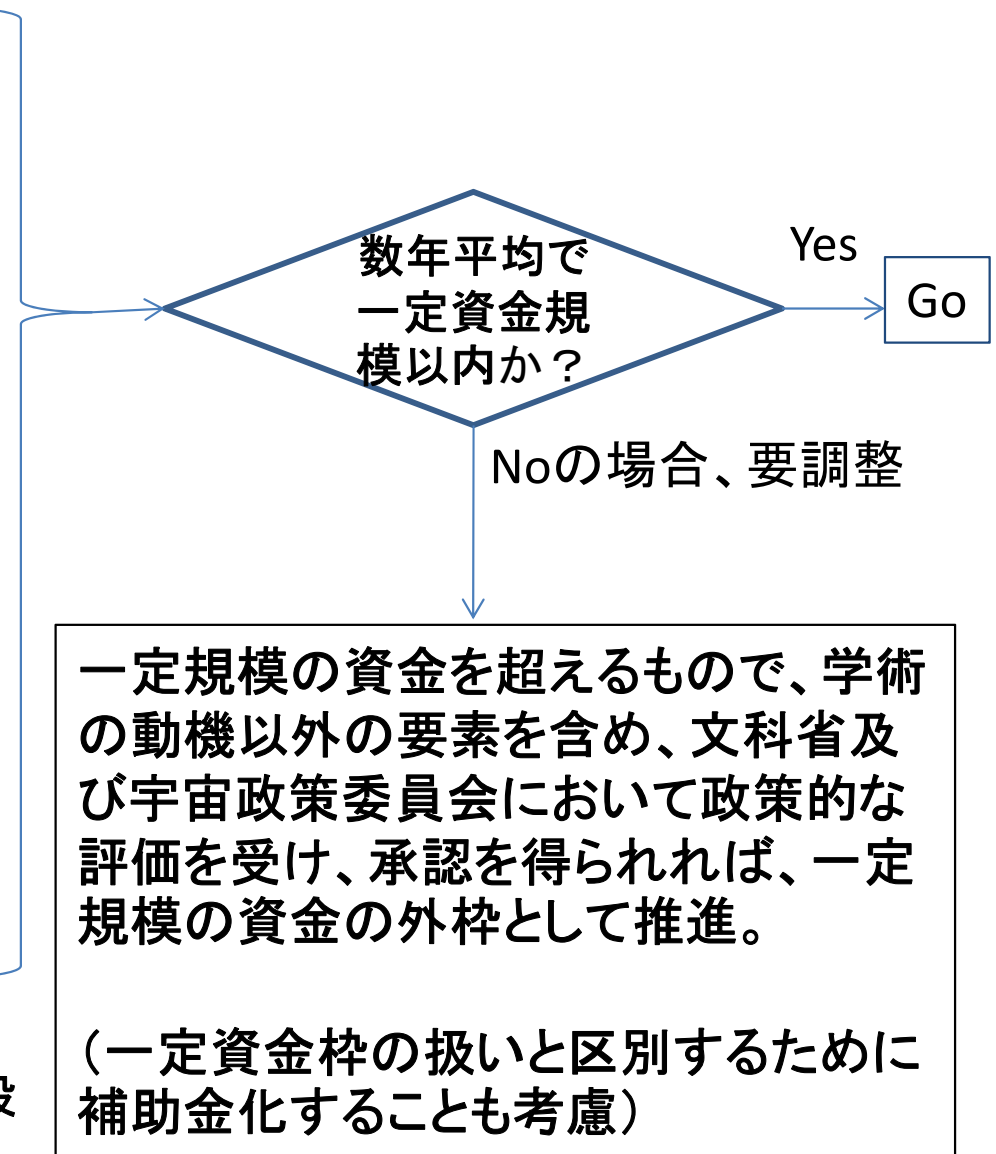 数年平均で
一定資金規
模以内か？
Yes
Go
Noの場合、要調整
一定規模の資金を超えるもので、学術
の動機以外の要素を含め、文科省及
び宇宙政策委員会において政策的な
評価を受け、承認を得られれば、一定
規模の資金の外枠として推進。
（一定資金枠の扱いと区別するために
補助金化することも考慮）